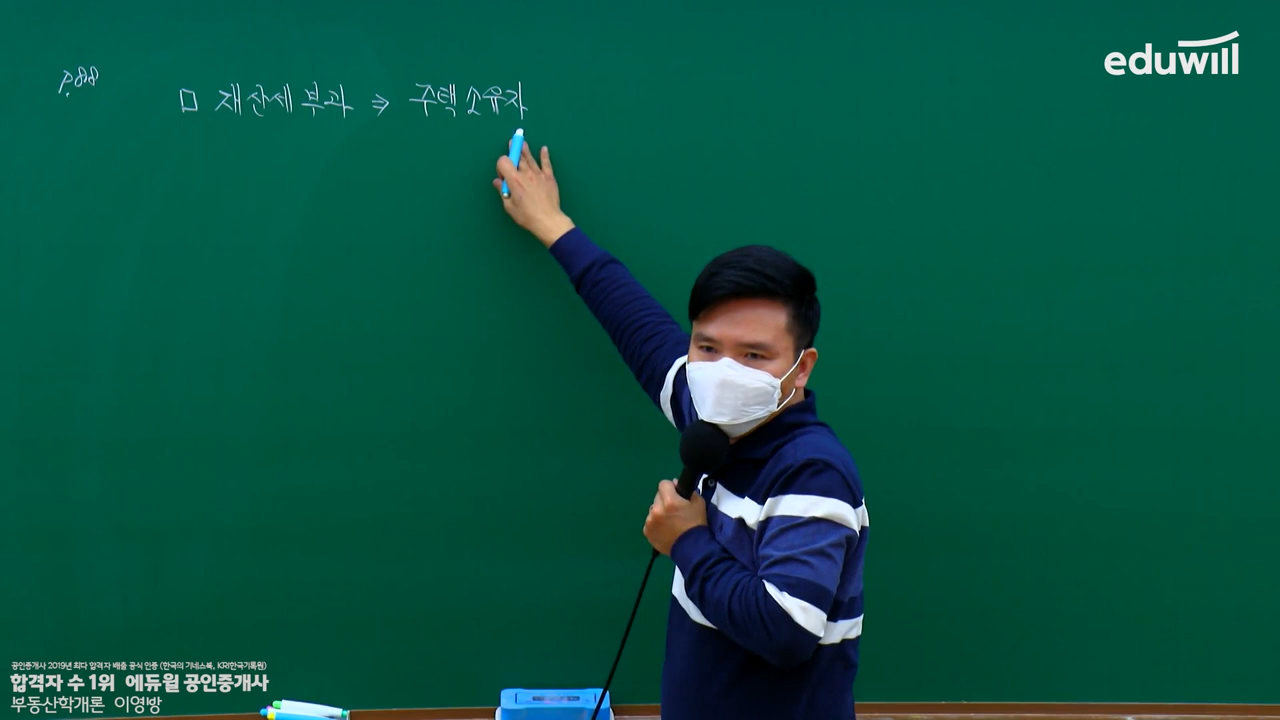 eduwill
P.88
□ 재산세 부과 ⇒ 주택 소유자
공인중개사 2019년 최다 합격자 배출 공식 인증 (한국의 기네스북, KRI한국기록원)
합격자 수 1위 에듀윌 공인중개사
부동산학개론 이영방